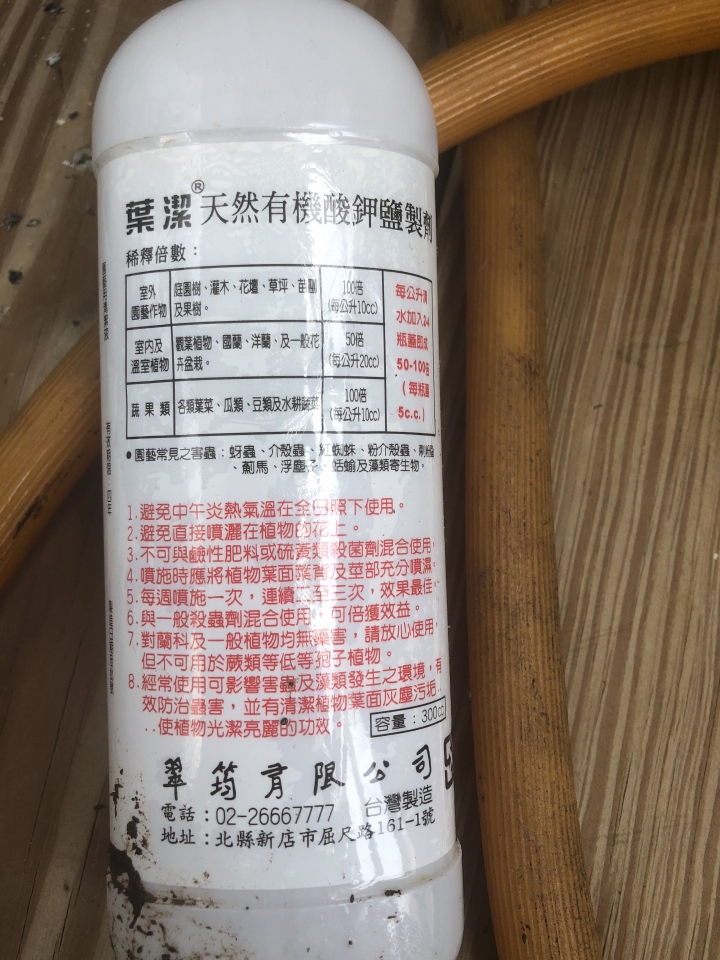 葉潔® 天然有機酸鉀鹽製劑
稀釋倍數：
室外園藝作物 庭園樹、灌木、花壇、草坪、苗圃及果樹。 100倍(每公升10cc)
室內及溫室植物 觀葉植物、國蘭、洋蘭、及一般花卉盆栽。 50倍(每公升20cc)
蔬果類 各類葉菜、瓜類、豆類及水耕蔬菜 100倍(每公升10cc)
每公升清
水加入2-4
瓶蓋即成
50-100倍
(每瓶蓋
5c.c.)
●園藝常見之害蟲：蚜蟲、介殼蟲、紅蜘蛛、粉介殼蟲、
、薊馬、浮塵子、蛞蝓及藻類寄生物。
1.避免中午炎熱氣溫在全日照下使用。
2.避免直接噴灑在植物的花上。
3.不可與鹼性肥料或硫黃類殺菌劑混合使用
4.噴施時應將植物葉面葉背及莖部充分噴濕
5.每週噴施一次，連續二至三次，效果最佳
6.與一般殺蟲劑混合使用，可倍獲效益。
7.對蘭科及一般植物均無藥害，請放心使用
但不可用於蕨類等低等孢子植物。
8.經常使用可影響害蟲及藻類發生之環境，有
效防治蟲害，並有清潔植物葉面灰塵污垢..
..使植物光潔亮麗的功效。
容量：300cc
翠筠有限公司
電話：02-26667777 台灣製造
地址：北縣新店市屈尺路161-1號
有效期限：四年